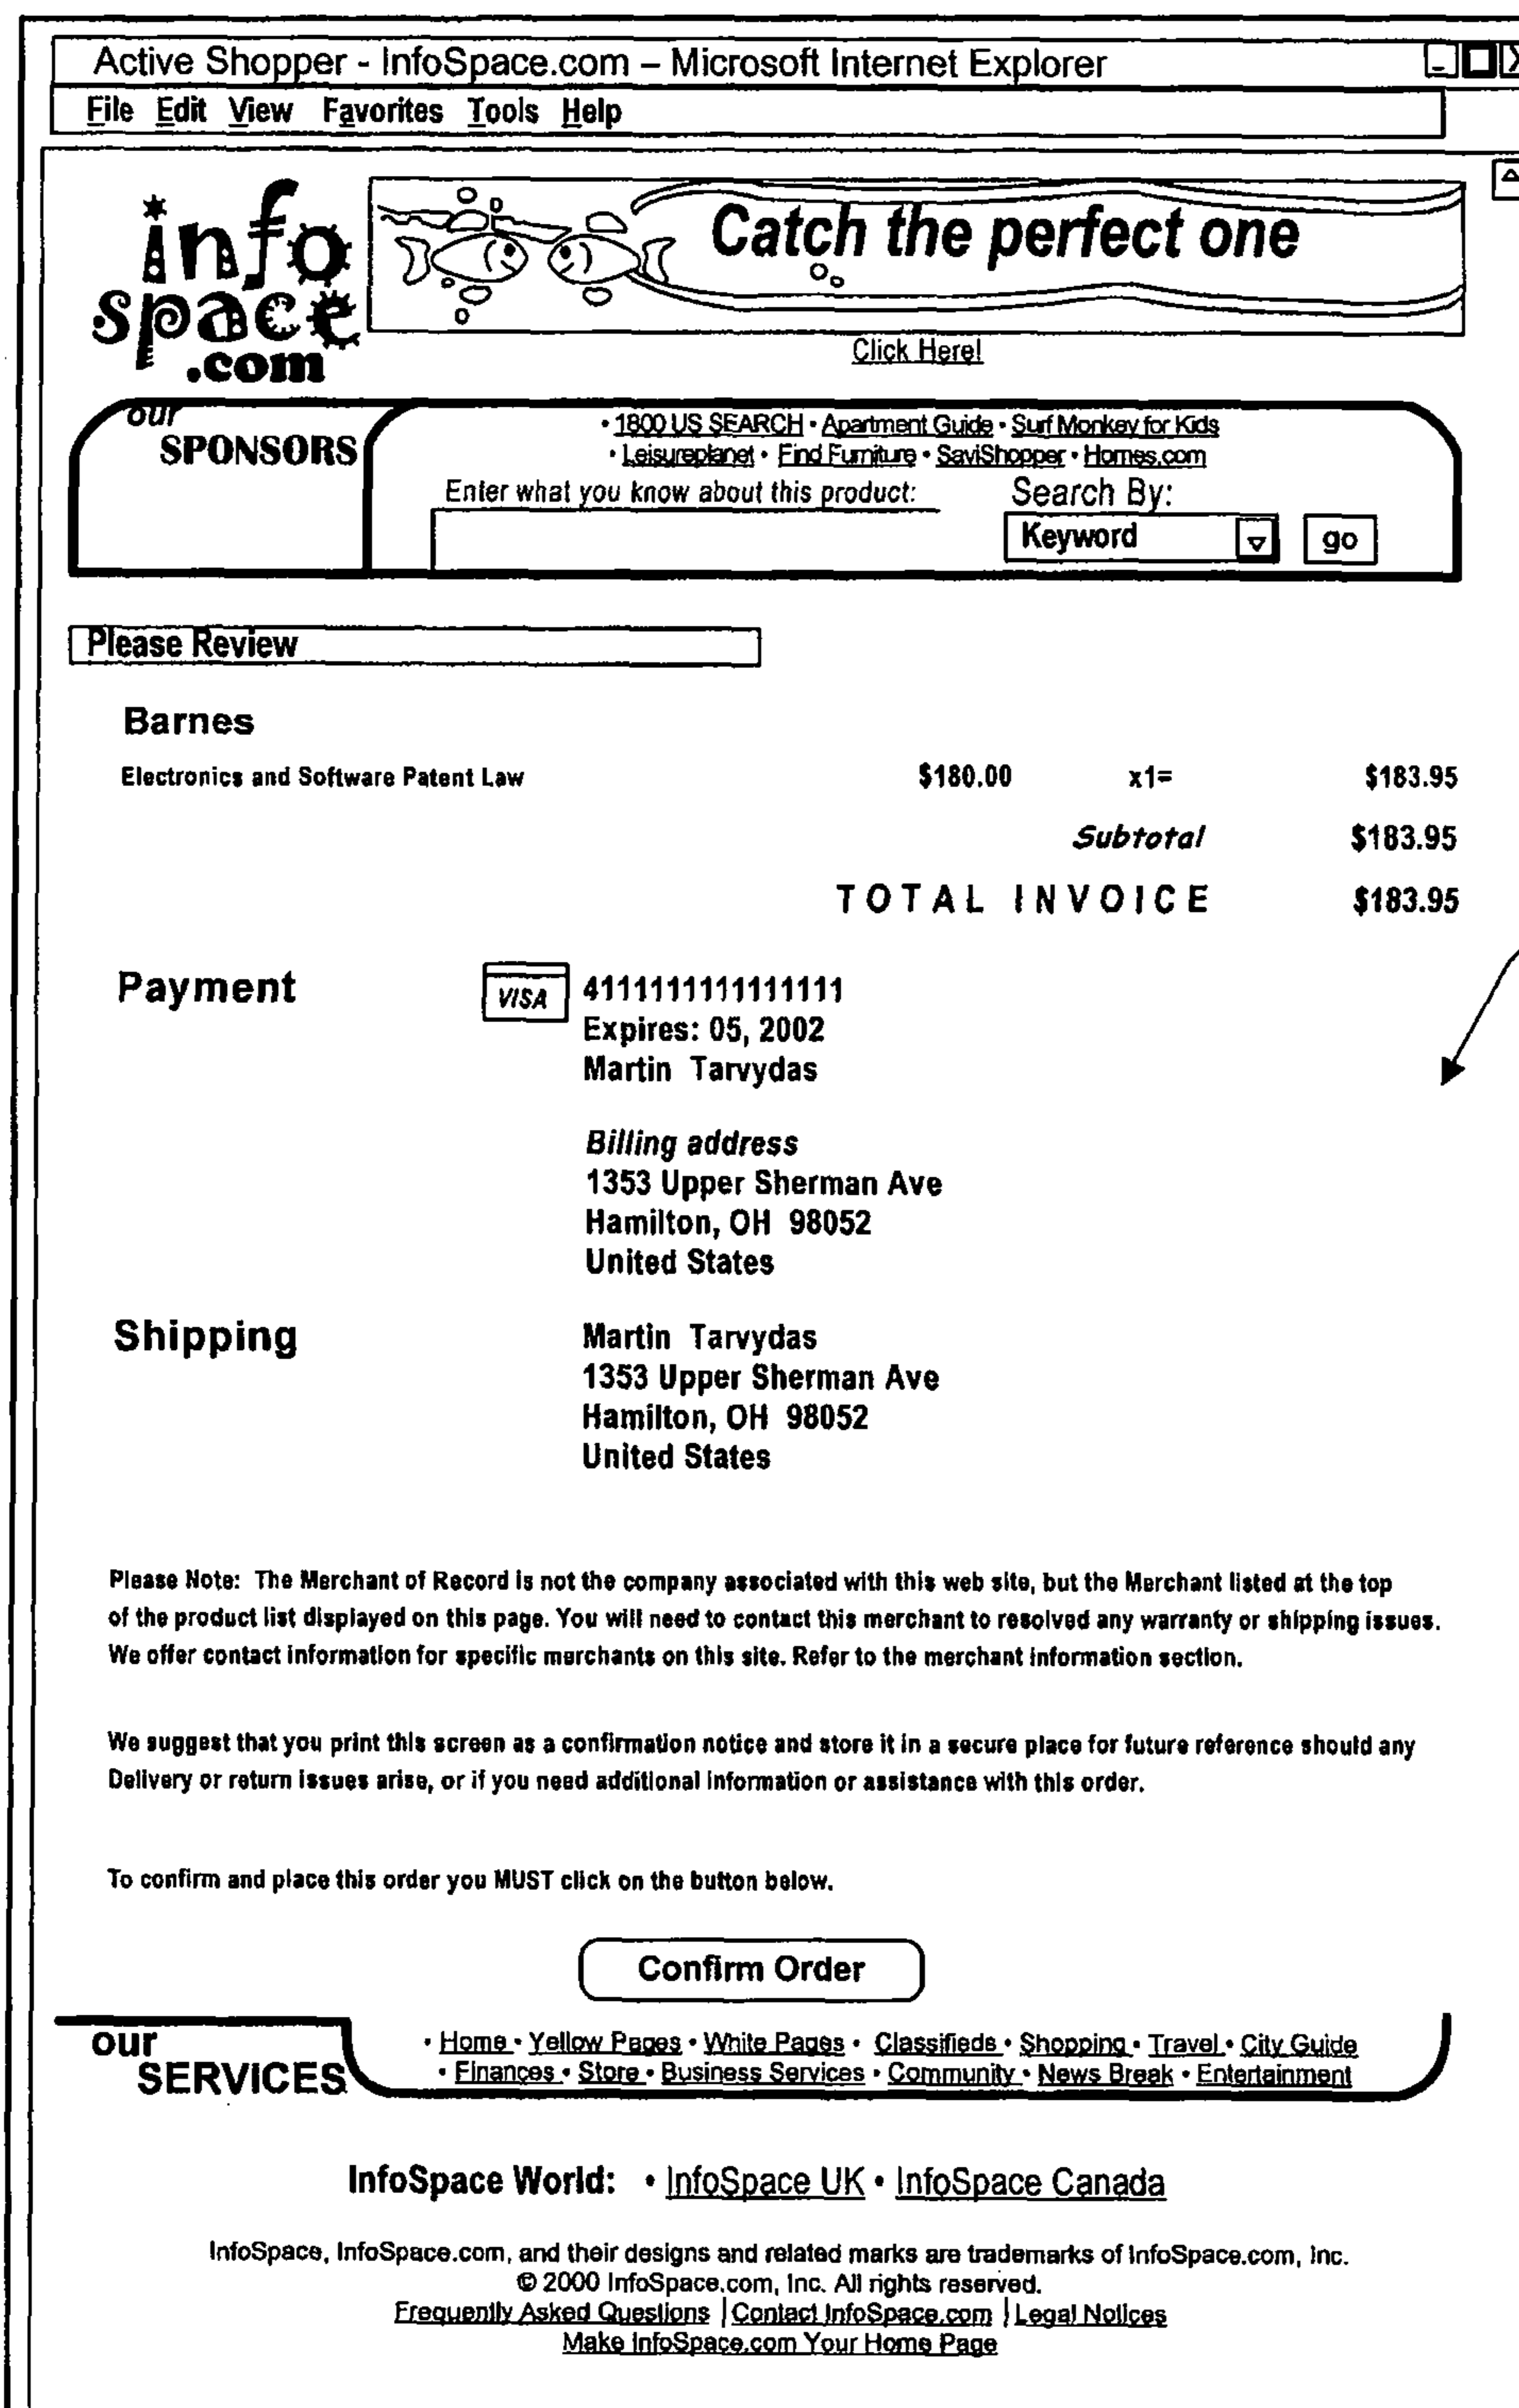 Active Shopper - InfoSpace.com – Microsoft Internet Explorer
File Edit View Favorites Tools Help
info
space
.com
Catch the perfect one
Click Here!
our
SPONSORS
• 1800 US SEARCH • Apartment Guide • Surf Monkey for Kids
• Leisureplanet • Find Furniture • SaviShopper • Homes.com
Enter what you know about this product: Search By:
Keyword go
Please Review
Barnes
Electronics and Software Patent Law $180.00 x1= $183.95
Subtotal $183.95
TOTAL INVOICE $183.95
Payment VISA 4111111111111111
Expires: 05, 2002
Martin Tarvydas
Billing address
1353 Upper Sherman Ave
Hamilton, OH 98052
United States
Shipping Martin Tarvydas
1353 Upper Sherman Ave
Hamilton, OH 98052
United States
Please Note: The Merchant of Record is not the company associated with this web site, but the Merchant listed at the top
of the product list displayed on this page. You will need to contact this merchant to resolved any warranty or shipping issues.
We offer contact information for specific merchants on this site. Refer to the merchant information section.
We suggest that you print this screen as a confirmation notice and store it in a secure place for future reference should any
Delivery or return issues arise, or if you need additional information or assistance with this order.
To confirm and place this order you MUST click on the button below.
Confirm Order
our
SERVICES
• Home • Yellow Pages • White Pages • Classifieds • Shopping • Travel • City Guide
• Finances • Store • Business Services • Community • News Break • Entertainment
InfoSpace World: • InfoSpace UK • InfoSpace Canada
InfoSpace, InfoSpace.com, and their designs and related marks are trademarks of InfoSpace.com, Inc.
© 2000 InfoSpace.com, Inc. All rights reserved.
Frequently Asked Questions | Contact InfoSpace.com | Legal Notices
Make InfoSpace.com Your Home Page